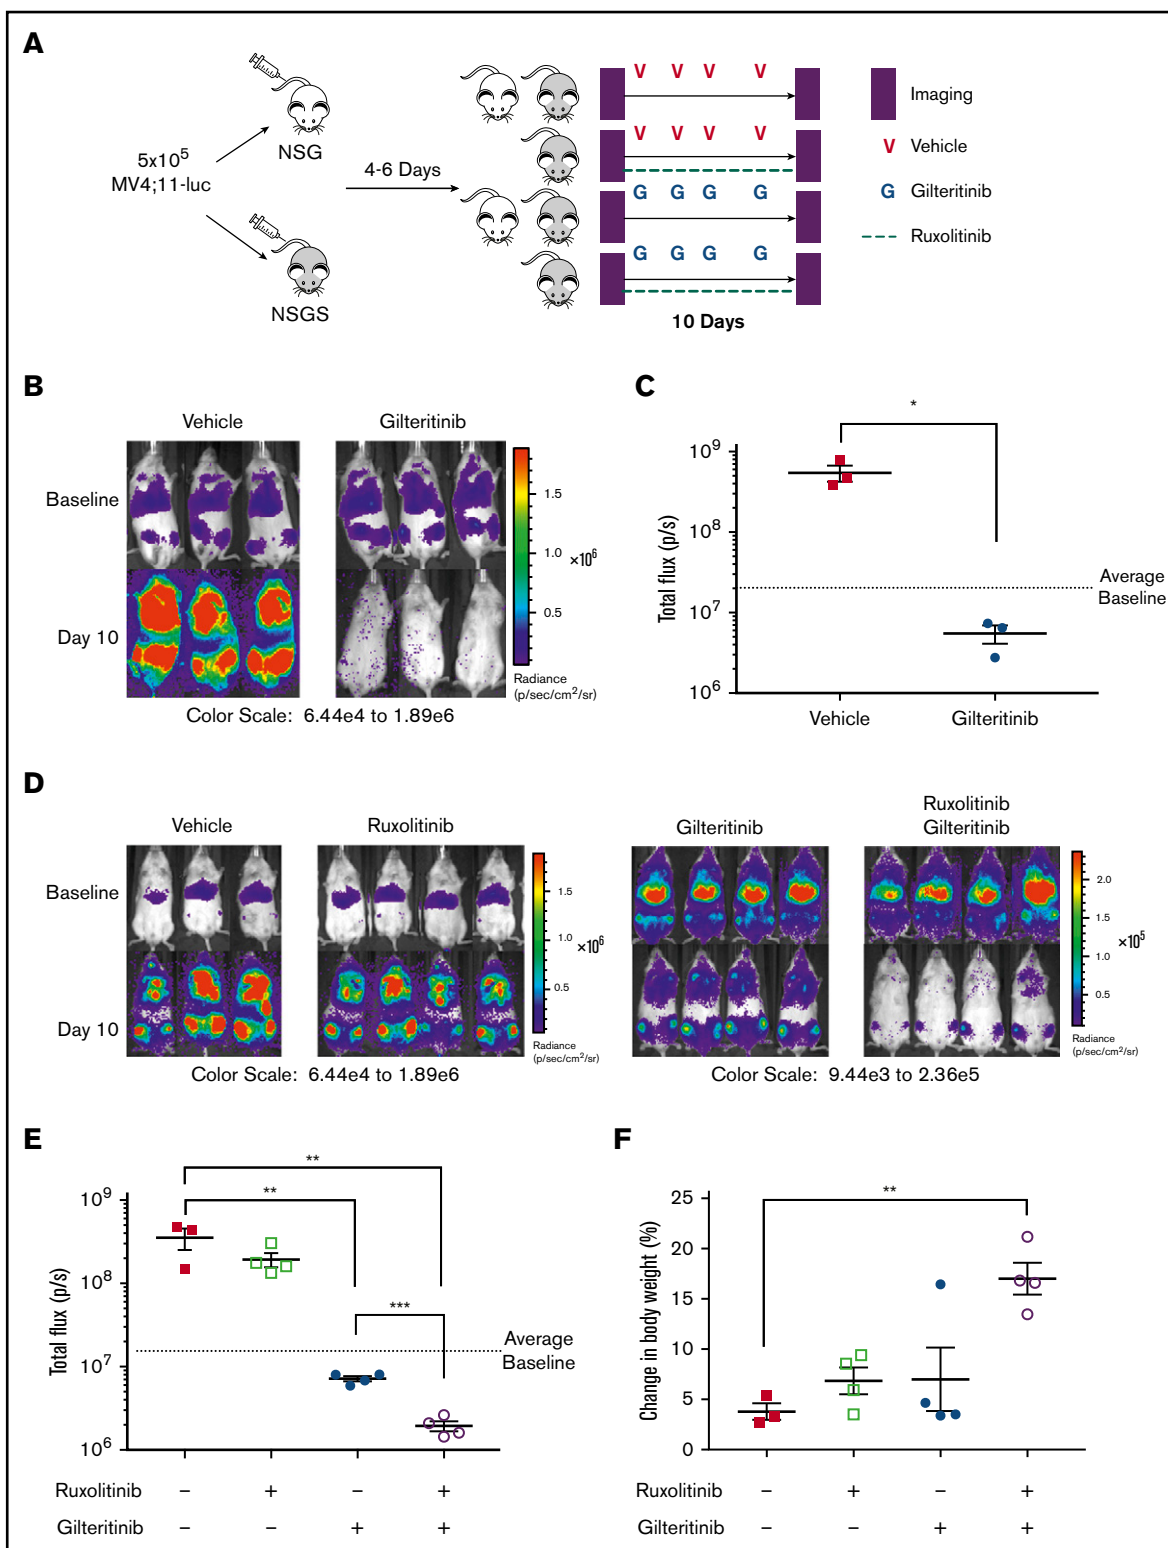 A
5x10⁵
MV4;11-luc
NSG
NSGS
4-6 Days
V V V V
V V V V
G G G G
G G G G
10 Days
Imaging
V Vehicle
G Gilteritinib
Ruxolitinib
B
Vehicle Gilteritinib
Baseline
Day 10
1.5
1.0
0.5
×10⁶
Radiance
(p/sec/cm²/sr)
Color Scale: 6.44e4 to 1.89e6
C
*
Total flux (p/s)
10⁹
10⁸
10⁷
10⁶
Average
Baseline
Vehicle Gilteritinib
D
Vehicle Ruxolitinib
Baseline
Day 10
1.5
1.0
0.5
×10⁶
Radiance
(p/sec/cm²/sr)
Color Scale: 6.44e4 to 1.89e6
Gilteritinib
Ruxolitinib
Gilteritinib
2.0
1.5
1.0
0.5
×10⁵
Radiance
(p/sec/cm²/sr)
Color Scale: 9.44e3 to 2.36e5
E
**
**
***
Total flux (p/s)
10⁹
10⁸
10⁷
10⁶
Average
Baseline
Ruxolitinib – + – +
Gilteritinib – – + +
F
**
Change in body weight (%)
25
20
15
10
5
0
Ruxolitinib – + – +
Gilteritinib – – + +